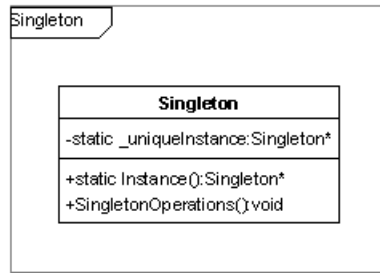 Singleton
Singleton
-static _uniqueInstance:Singleton*
+static Instance():Singleton*
+SingletonOperations():void